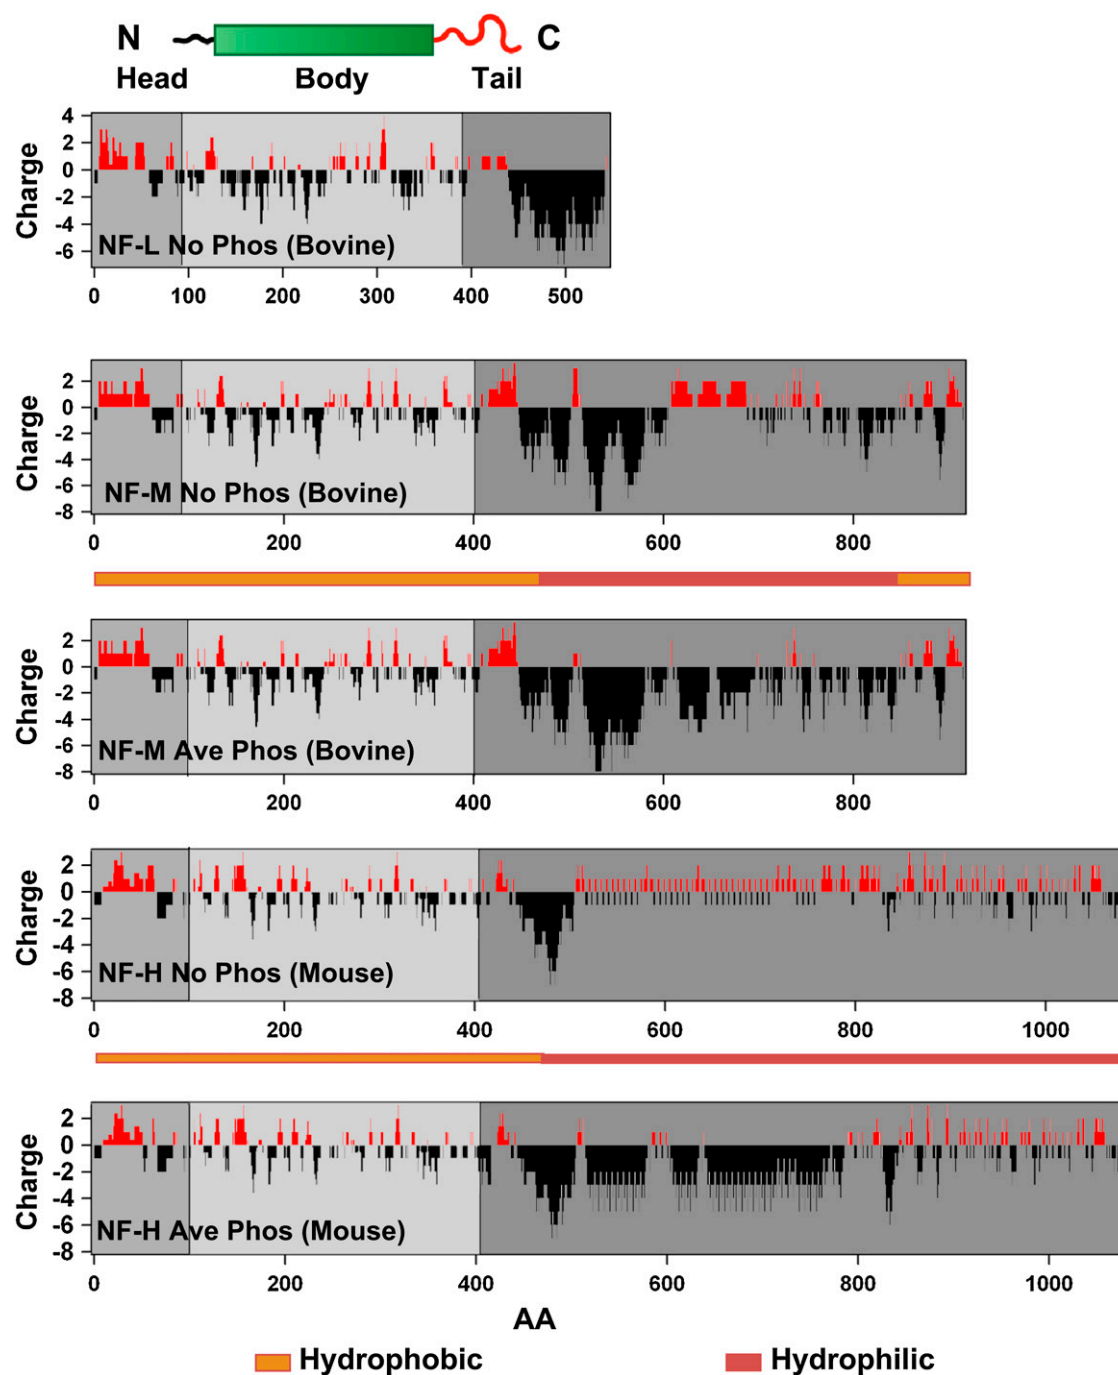 N C
Head Body Tail
4
2
0
-2
-4
-6
Charge
NF-L No Phos (Bovine)
0 100 200 300 400 500
2
0
-2
-4
-6
-8
Charge
NF-M No Phos (Bovine)
0 200 400 600 800
2
0
-2
-4
-6
-8
Charge
NF-M Ave Phos (Bovine)
0 200 400 600 800
2
0
-2
-4
-6
-8
Charge
NF-H No Phos (Mouse)
0 200 400 600 800 1000
2
0
-2
-4
-6
-8
Charge
NF-H Ave Phos (Mouse)
0 200 400 600 800 1000
AA
Hydrophobic Hydrophilic